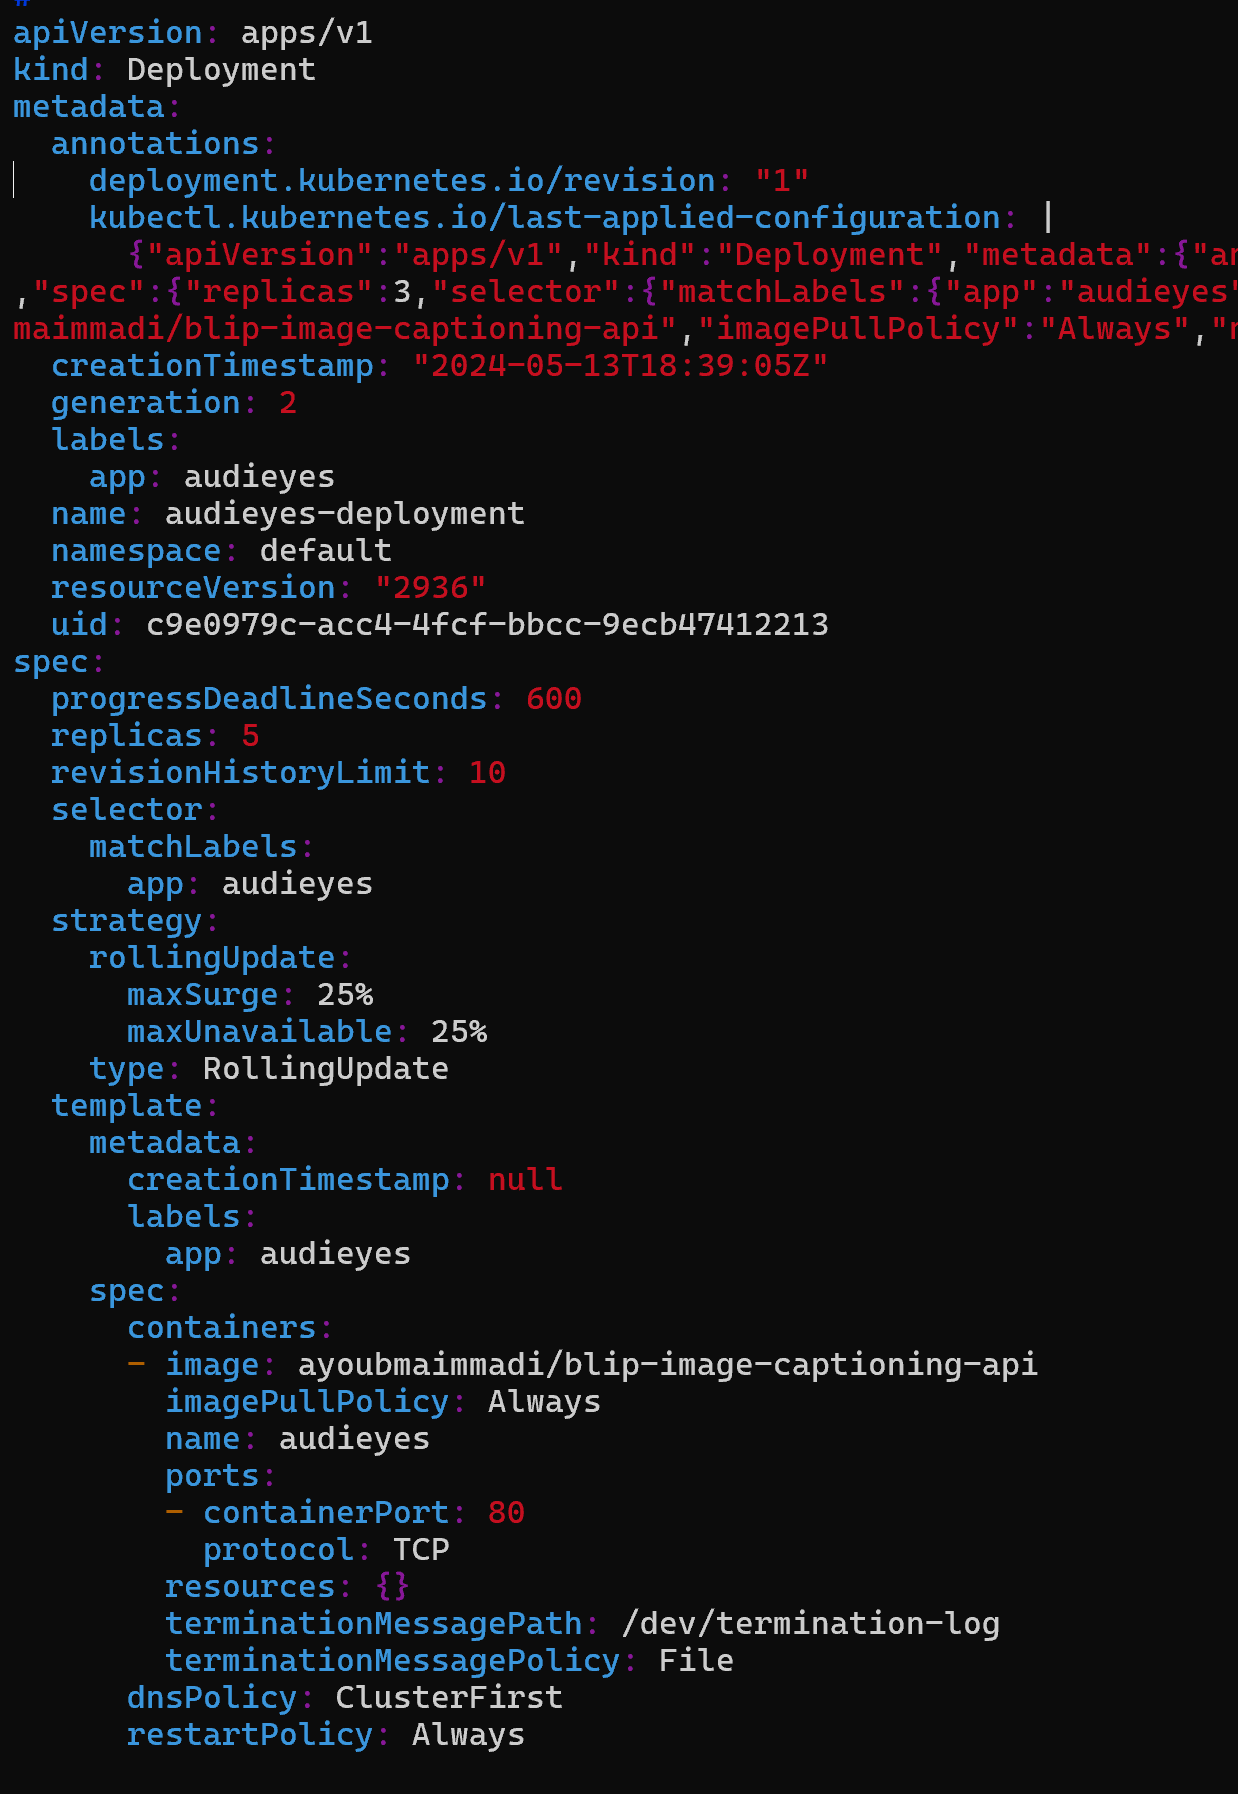 #
apiVersion: apps/v1
kind: Deployment
metadata:
  annotations:
    deployment.kubernetes.io/revision: "1"
    kubectl.kubernetes.io/last-applied-configuration: |
      {"apiVersion":"apps/v1","kind":"Deployment","metadata":{"
,"spec":{"replicas":3,"selector":{"matchLabels":{"app":"audieyes"
maimmadi/blip-image-captioning-api","imagePullPolicy":"Always","
  creationTimestamp: "2024-05-13T18:39:05Z"
  generation: 2
  labels:
    app: audieyes
  name: audieyes-deployment
  namespace: default
  resourceVersion: "2936"
  uid: c9e0979c-acc4-4fcf-bbcc-9ecb47412213
spec:
  progressDeadlineSeconds: 600
  replicas: 5
  revisionHistoryLimit: 10
  selector:
    matchLabels:
      app: audieyes
  strategy:
    rollingUpdate:
      maxSurge: 25%
      maxUnavailable: 25%
    type: RollingUpdate
  template:
    metadata:
      creationTimestamp: null
      labels:
        app: audieyes
    spec:
      containers:
      - image: ayoubmaimmadi/blip-image-captioning-api
        imagePullPolicy: Always
        name: audieyes
        ports:
        - containerPort: 80
          protocol: TCP
        resources: {}
        terminationMessagePath: /dev/termination-log
        terminationMessagePolicy: File
      dnsPolicy: ClusterFirst
      restartPolicy: Always